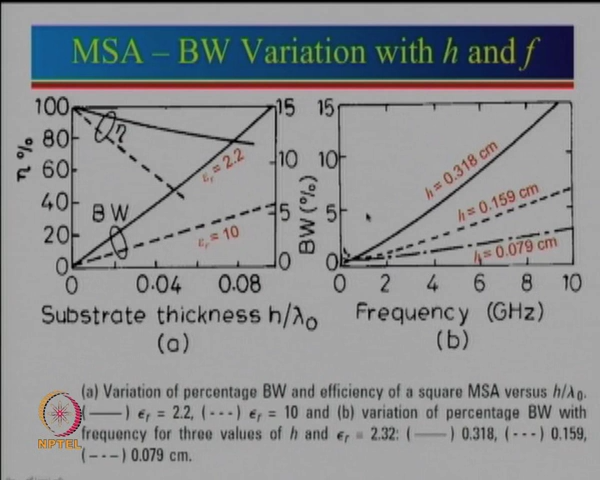 MSA – BW Variation with h and f
100
80
60
40
20
0
η %
η
BW
εr = 2.2
εr = 10
15
10
5
0
0 0.04 0.08
Substrate thickness h/λ0
(a)
BW (%)
15
10
5
0
h = 0.318 cm
h = 0.159 cm
h = 0.079 cm
0 2 4 6 8 10
Frequency (GHz)
(b)
(a) Variation of percentage BW and efficiency of a square MSA versus h/λ0.
(——) ϵr = 2.2, (---) ϵr = 10 and (b) variation of percentage BW with
frequency for three values of h and ϵr = 2.32: (——) 0.318, (---) 0.159,
(–·–) 0.079 cm.
NPTEL